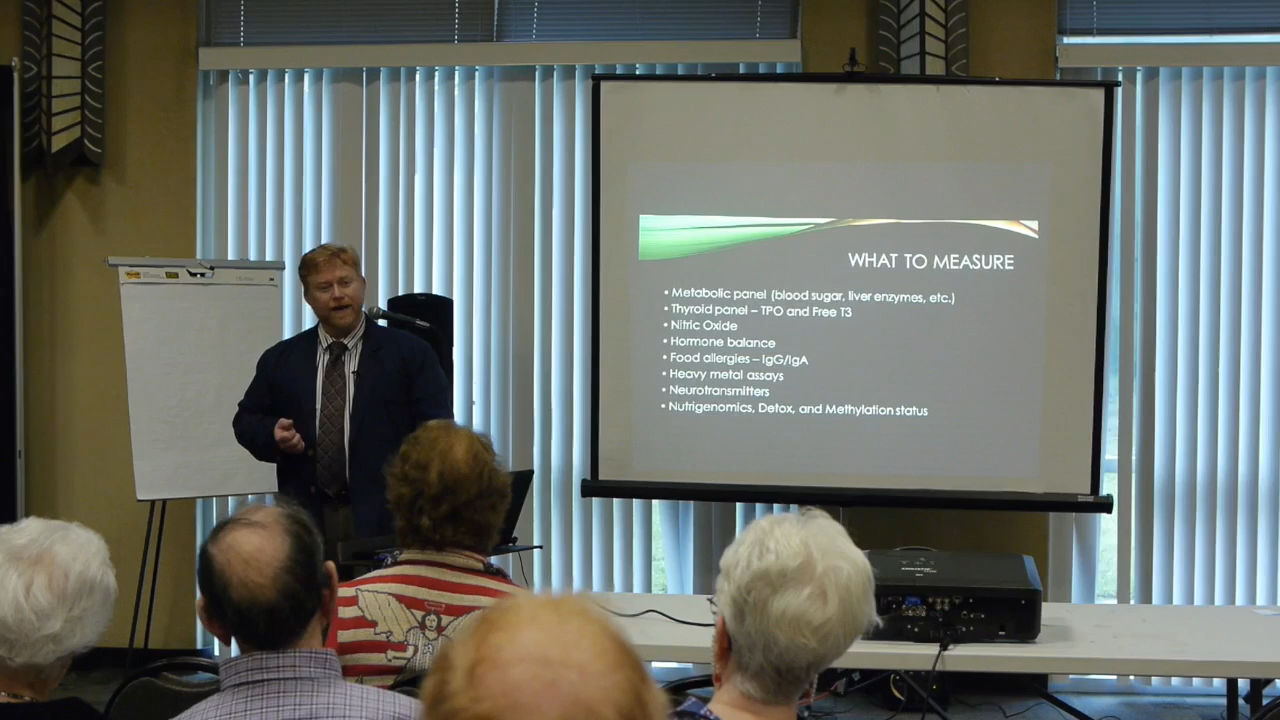 WHAT TO MEASURE
• Metabolic panel (blood sugar, liver enzymes, etc.)
• Thyroid panel – TPO and Free T3
• Nitric Oxide
• Hormone balance
• Food allergies – IgG/IgA
• Heavy metal assays
• Neurotransmitters
• Nutrigenomics, Detox, and Methylation status